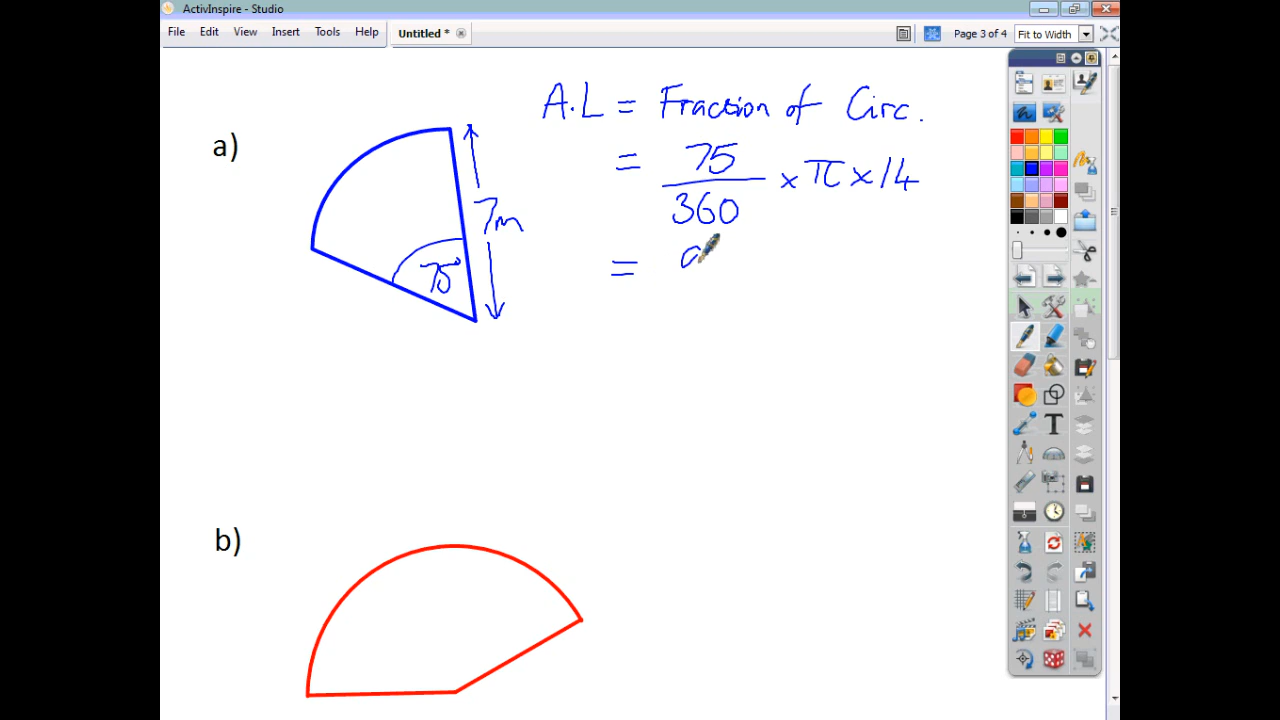 ActivInspire - Studio
File Edit View Insert Tools Help Untitled * Page 3 of 4 Fit to Width
A.L = Fraction of Circ.
a)
= 75
360 × π × 14
7m
75°
=
b)